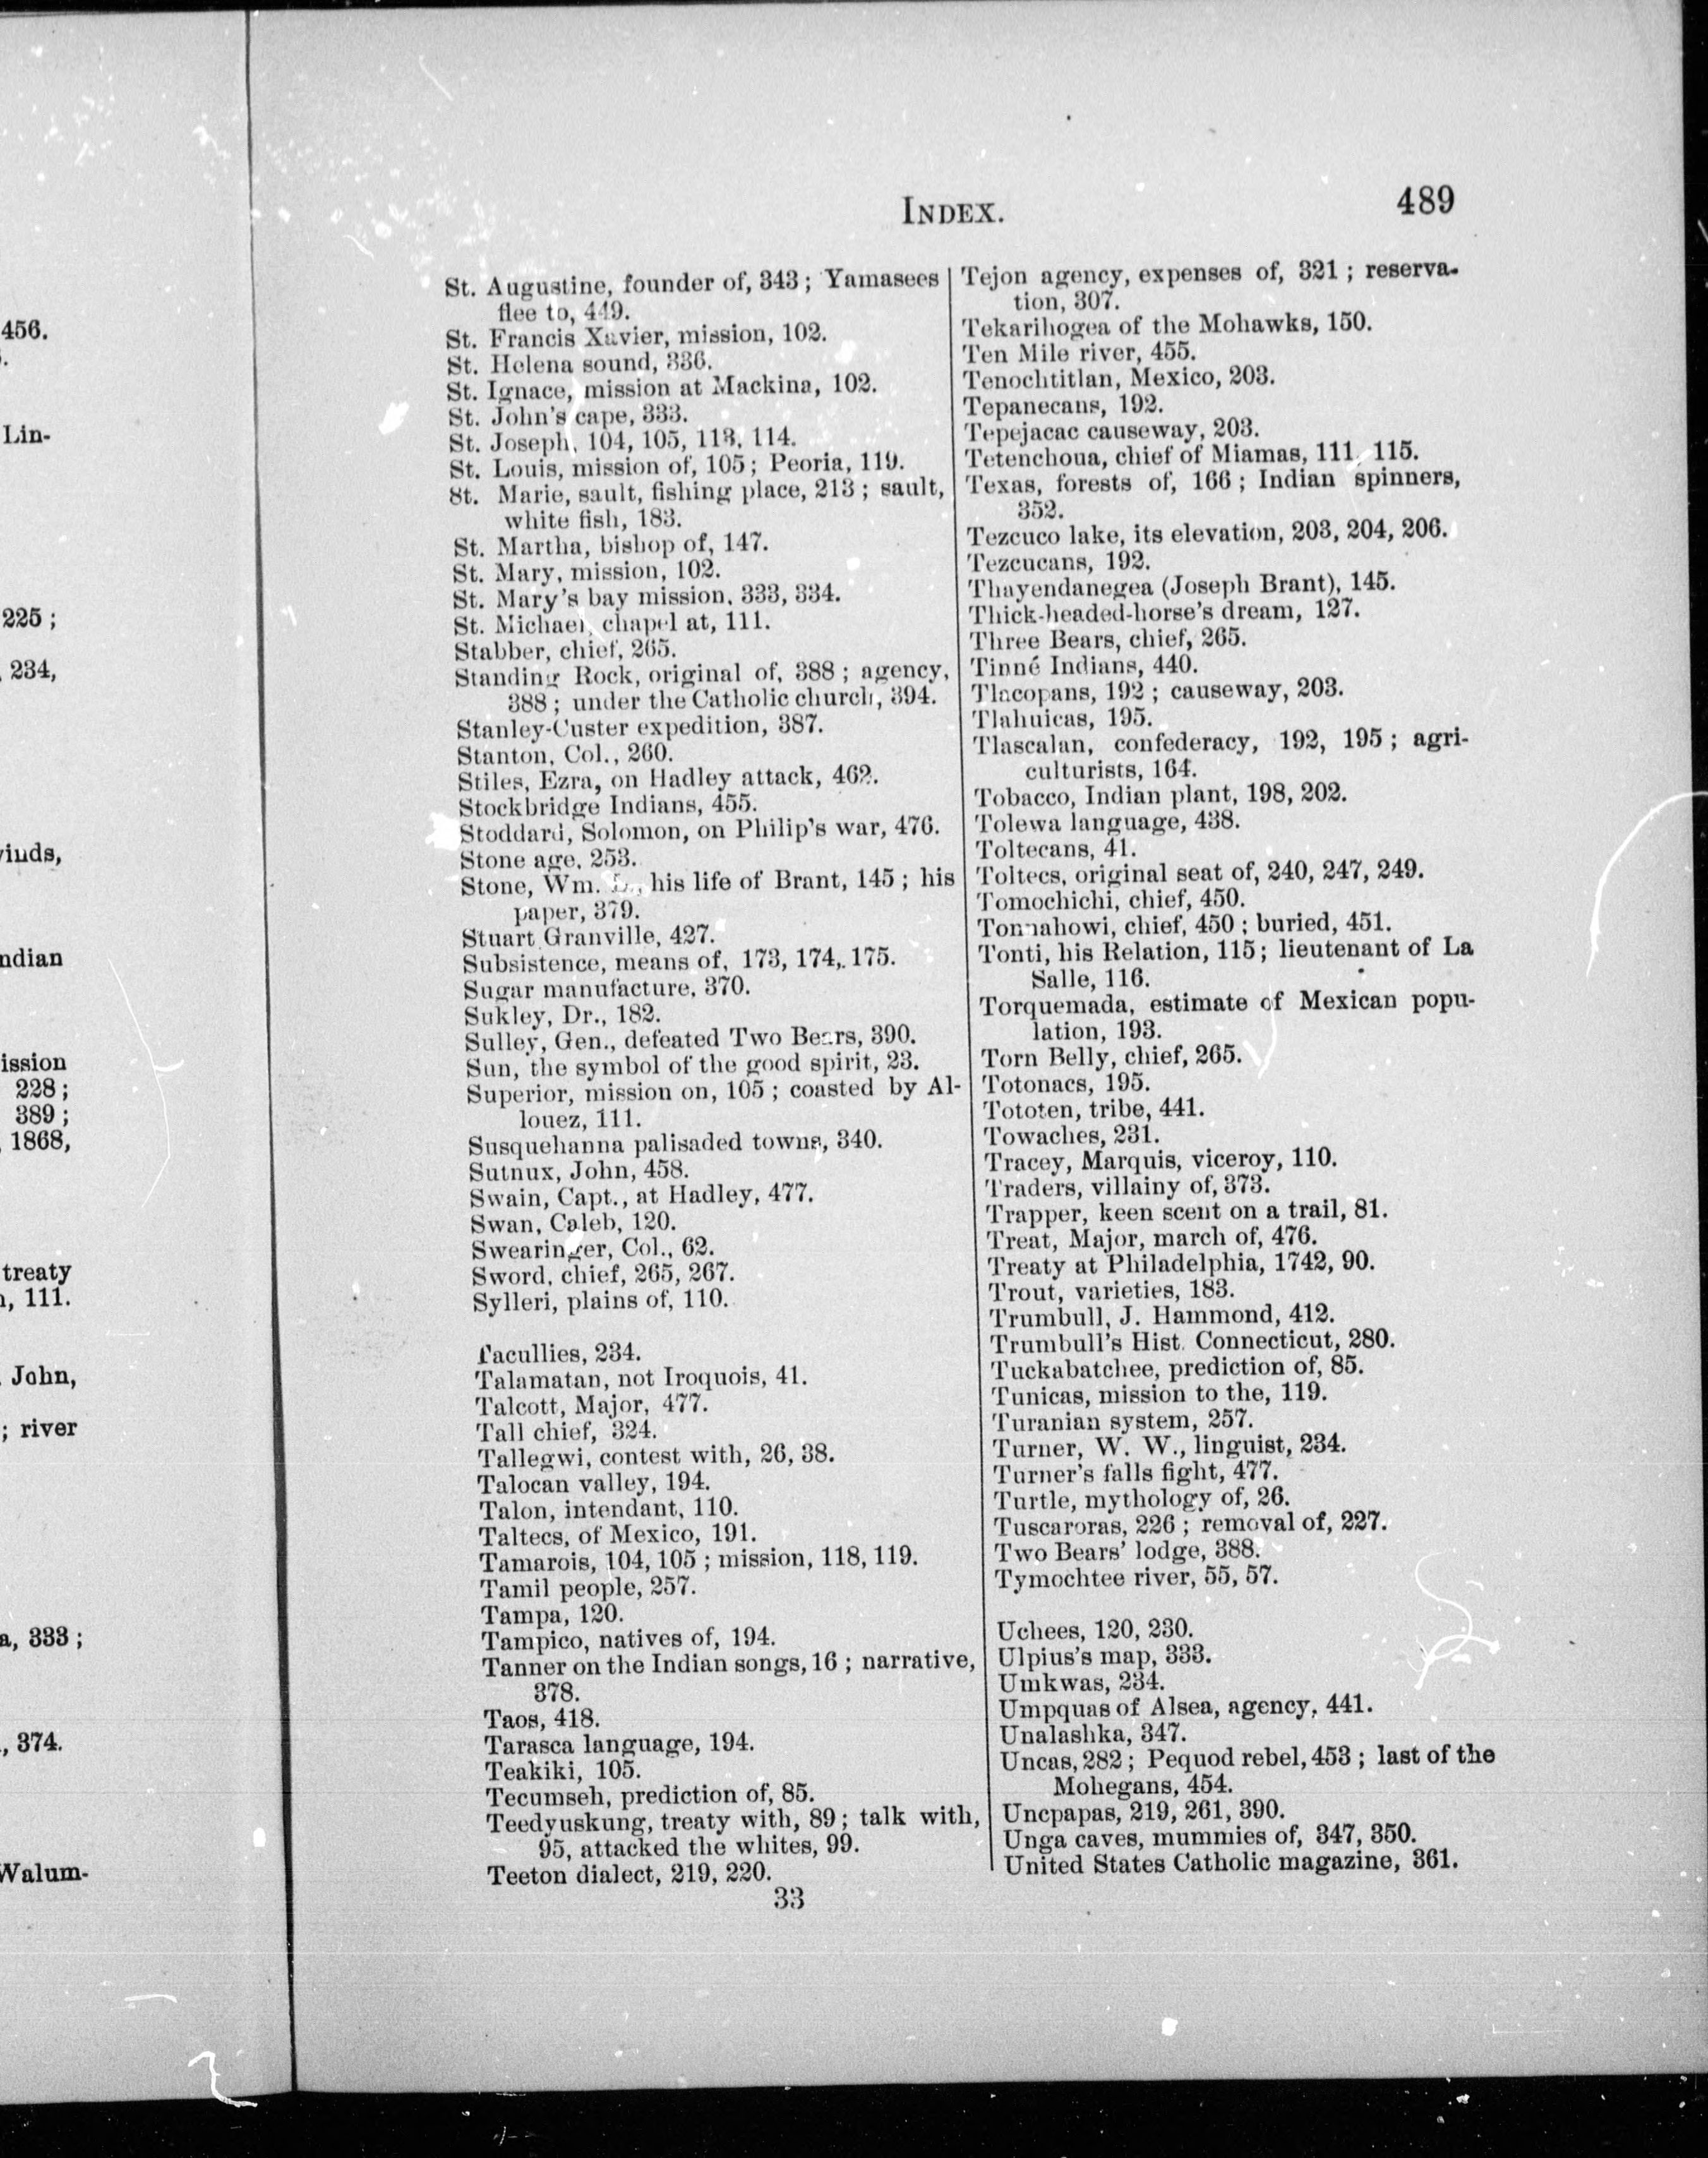 456.
Lin-
225 ;
234,
inds,
ndian
ission
228 ;
389 ;
1868,
treaty
, 111.
John,
; river
a, 333 ;
, 374.
Walum-
INDEX.
489
St. Augustine, founder of, 343 ; Yamasees
flee to, 449.
St. Francis Xavier, mission, 102.
St. Helena sound, 336.
St. Ignace, mission at Mackina, 102.
St. John's cape, 333.
St. Joseph, 104, 105, 113, 114.
St. Louis, mission of, 105 ; Peoria, 119.
St. Marie, sault, fishing place, 213 ; sault,
white fish, 183.
St. Martha, bishop of, 147.
St. Mary, mission, 102.
St. Mary's bay mission, 333, 334.
St. Michael, chapel at, 111.
Stabber, chief, 265.
Standing Rock, original of, 388 ; agency,
388 ; under the Catholic church, 394.
Stanley-Custer expedition, 387.
Stanton, Col., 260.
Stiles, Ezra, on Hadley attack, 462.
Stockbridge Indians, 455.
Stoddard, Solomon, on Philip's war, 476.
Stone age, 253.
Stone, Wm. L., his life of Brant, 145 ; his
paper, 379.
Stuart Granville, 427.
Subsistence, means of, 173, 174, 175.
Sugar manufacture, 370.
Sukley, Dr., 182.
Sulley, Gen., defeated Two Bears, 390.
Sun, the symbol of the good spirit, 23.
Superior, mission on, 105 ; coasted by Al-
louez, 111.
Susquehanna palisaded towns, 340.
Sutnux, John, 458.
Swain, Capt., at Hadley, 477.
Swan, Caleb, 120.
Swearinger, Col., 62.
Sword, chief, 265, 267.
Sylleri, plains of, 110.
Tacullies, 234.
Talamatan, not Iroquois, 41.
Talcott, Major, 477.
Tall chief, 324.
Tallegwi, contest with, 26, 38.
Talocan valley, 194.
Talon, intendant, 110.
Taltecs, of Mexico, 191.
Tamarois, 104, 105 ; mission, 118, 119.
Tamil people, 257.
Tampa, 120.
Tampico, natives of, 194.
Tanner on the Indian songs, 16 ; narrative,
378.
Taos, 418.
Tarasca language, 194.
Teakiki, 105.
Tecumseh, prediction of, 85.
Teedyuskung, treaty with, 89 ; talk with,
95, attacked the whites, 99.
Teeton dialect, 219, 220.
33
Tejon agency, expenses of, 321 ; reserva-
tion, 307.
Tekarihogea of the Mohawks, 150.
Ten Mile river, 455.
Tenochtitlan, Mexico, 203.
Tepanecans, 192.
Tepejacac causeway, 203.
Tetenchoua, chief of Miamas, 111, 115.
Texas, forests of, 166 ; Indian spinners,
352.
Tezcuco lake, its elevation, 203, 204, 206.
Tezcucans, 192.
Thayendanegea (Joseph Brant), 145.
Thick-headed-horse's dream, 127.
Three Bears, chief, 265.
Tinné Indians, 440.
Tlacopans, 192 ; causeway, 203.
Tlahuicas, 195.
Tlascalan, confederacy, 192, 195 ; agri-
culturists, 164.
Tobacco, Indian plant, 198, 202.
Tolewa language, 438.
Toltecans, 41.
Toltecs, original seat of, 240, 247, 249.
Tomochichi, chief, 450.
Tonnahowi, chief, 450 ; buried, 451.
Tonti, his Relation, 115 ; lieutenant of La
Salle, 116.
Torquemada, estimate of Mexican popu-
lation, 193.
Torn Belly, chief, 265.
Totonacs, 195.
Tototen, tribe, 441.
Towaches, 231.
Tracey, Marquis, viceroy, 110.
Traders, villainy of, 373.
Trapper, keen scent on a trail, 81.
Treat, Major, march of, 476.
Treaty at Philadelphia, 1742, 90.
Trout, varieties, 183.
Trumbull, J. Hammond, 412.
Trumbull's Hist. Connecticut, 280.
Tuckabatchee, prediction of, 85.
Tunicas, mission to the, 119.
Turanian system, 257.
Turner, W. W., linguist, 234.
Turner's falls fight, 477.
Turtle, mythology of, 26.
Tuscaroras, 226 ; removal of, 227.
Two Bears' lodge, 388.
Tymochtee river, 55, 57.
Uchees, 120, 230.
Ulpius's map, 333.
Umkwas, 234.
Umpquas of Alsea, agency, 441.
Unalashka, 347.
Uncas, 282 ; Pequod rebel, 453 ; last of the
Mohegans, 454.
Uncpapas, 219, 261, 390.
Unga caves, mummies of, 347, 350.
United States Catholic magazine, 361.